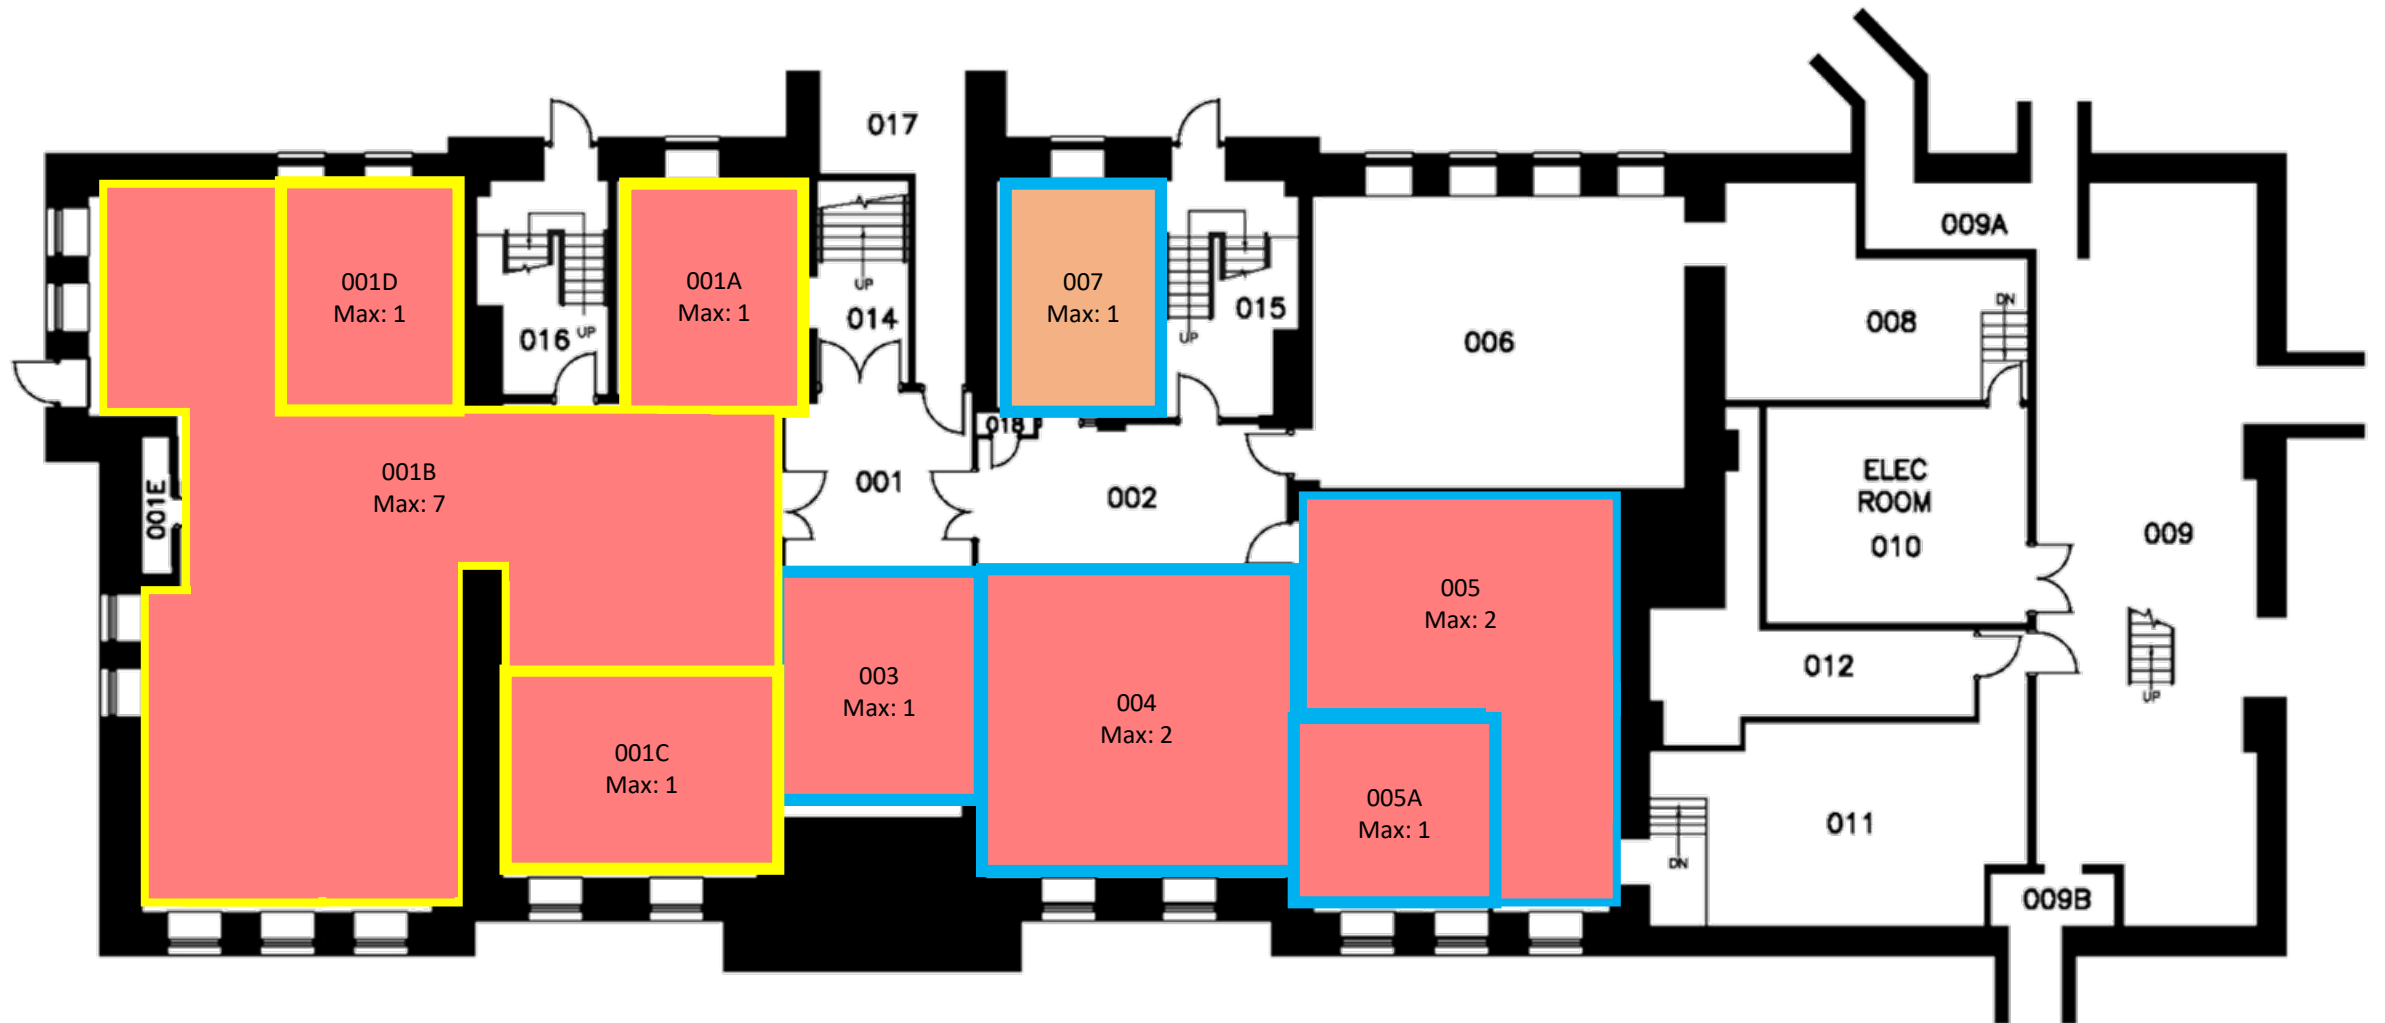 017
009A
001D
Max: 1
001A
Max: 1
UP
014
016
UP
007
Max: 1
015
UP
006
008
DN
018
001B
Max: 7
001E
001
002
ELEC
ROOM
010
009
003
Max: 1
004
Max: 2
005
Max: 2
012
UP
001C
Max: 1
005A
Max: 1
011
DN
009B